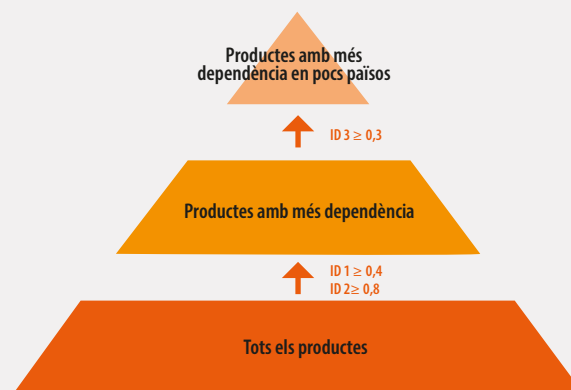 Productes amb més
dependència en pocs països
ID 3 ≥ 0,3
Productes amb més dependència
ID 1 ≥ 0,4
ID 2≥ 0,8
Tots els productes